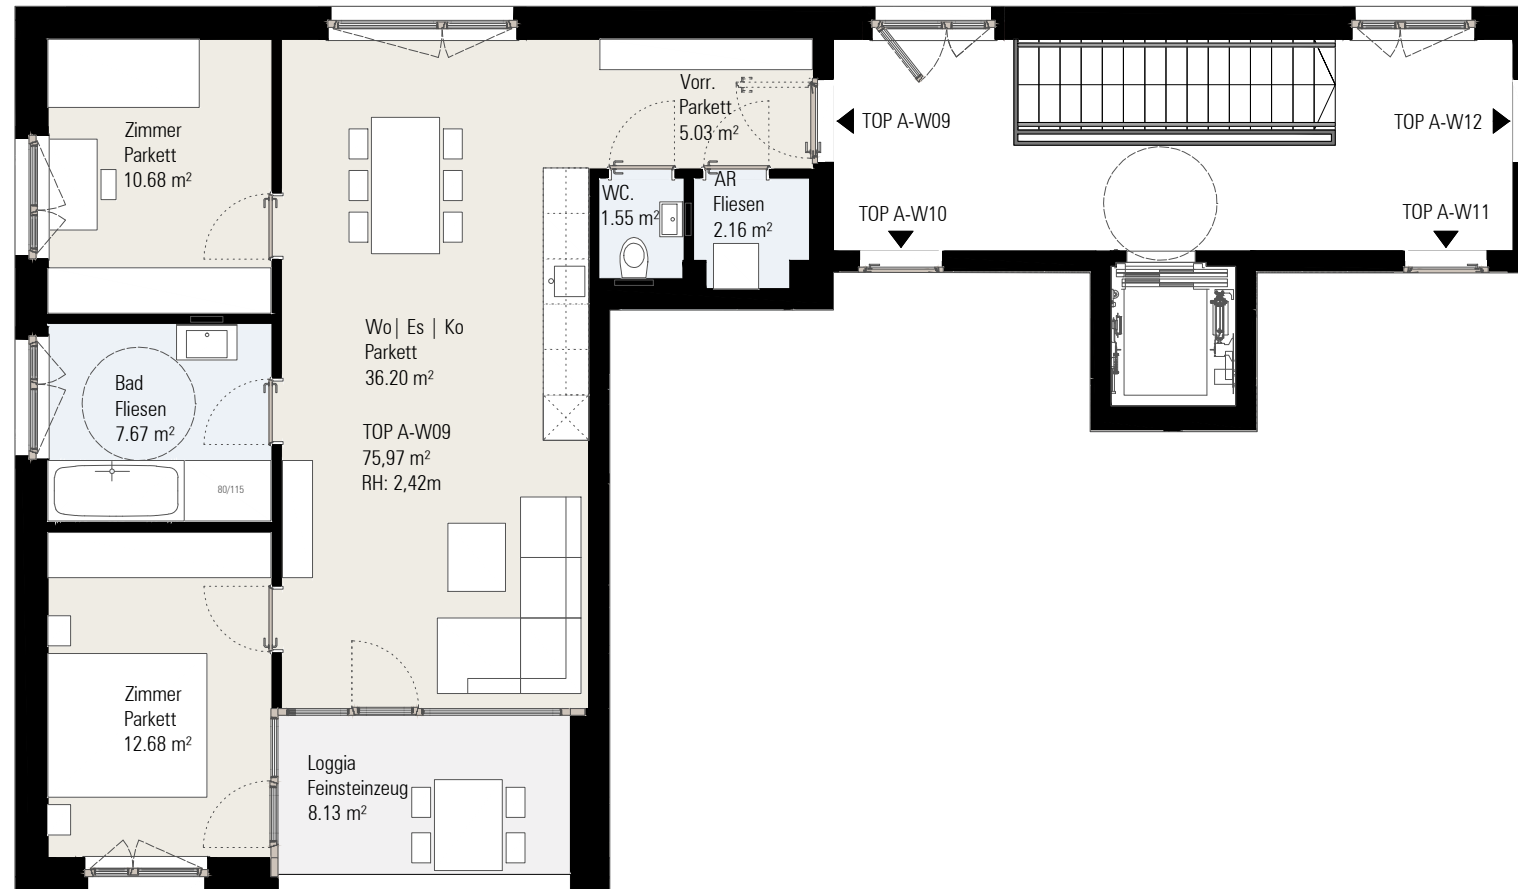 Zimmer
Parkett
10.68 m²
Vorr.
Parkett
5.03 m²
TOP A-W09
TOP A-W12
WC.
1.55 m²
AR
Fliesen
2.16 m²
TOP A-W10
TOP A-W11
Wo| Es | Ko
Parkett
36.20 m²
Bad
Fliesen
7.67 m²
TOP A-W09
75,97 m²
RH: 2,42m
80/115
Zimmer
Parkett
12.68 m²
Loggia
Feinsteinzeug
8.13 m²